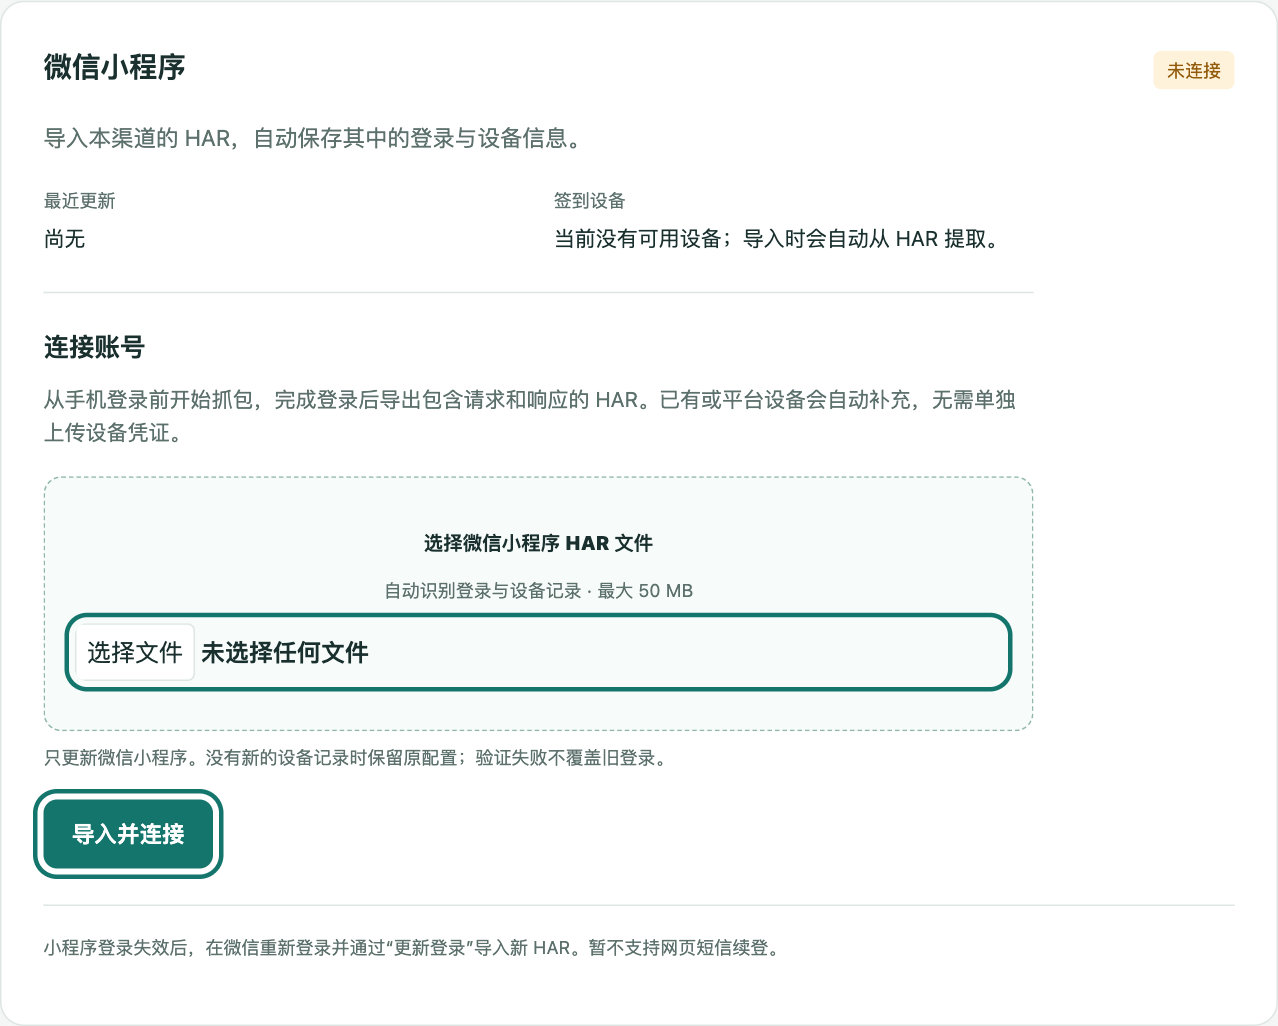 微信小程序
未连接
导入本渠道的 HAR，自动保存其中的登录与设备信息。
最近更新
签到设备
尚无
当前没有可用设备；导入时会自动从 HAR 提取。
连接账号
从手机登录前开始抓包，完成登录后导出包含请求和响应的 HAR。已有或平台设备会自动补充，无需单独
上传设备凭证。
选择微信小程序 HAR 文件
自动识别登录与设备记录 · 最大 50 MB
选择文件 未选择任何文件
只更新微信小程序。没有新的设备记录时保留原配置；验证失败不覆盖旧登录。
导入并连接
小程序登录失效后，在微信重新登录并通过“更新登录”导入新 HAR。暂不支持网页短信续登。